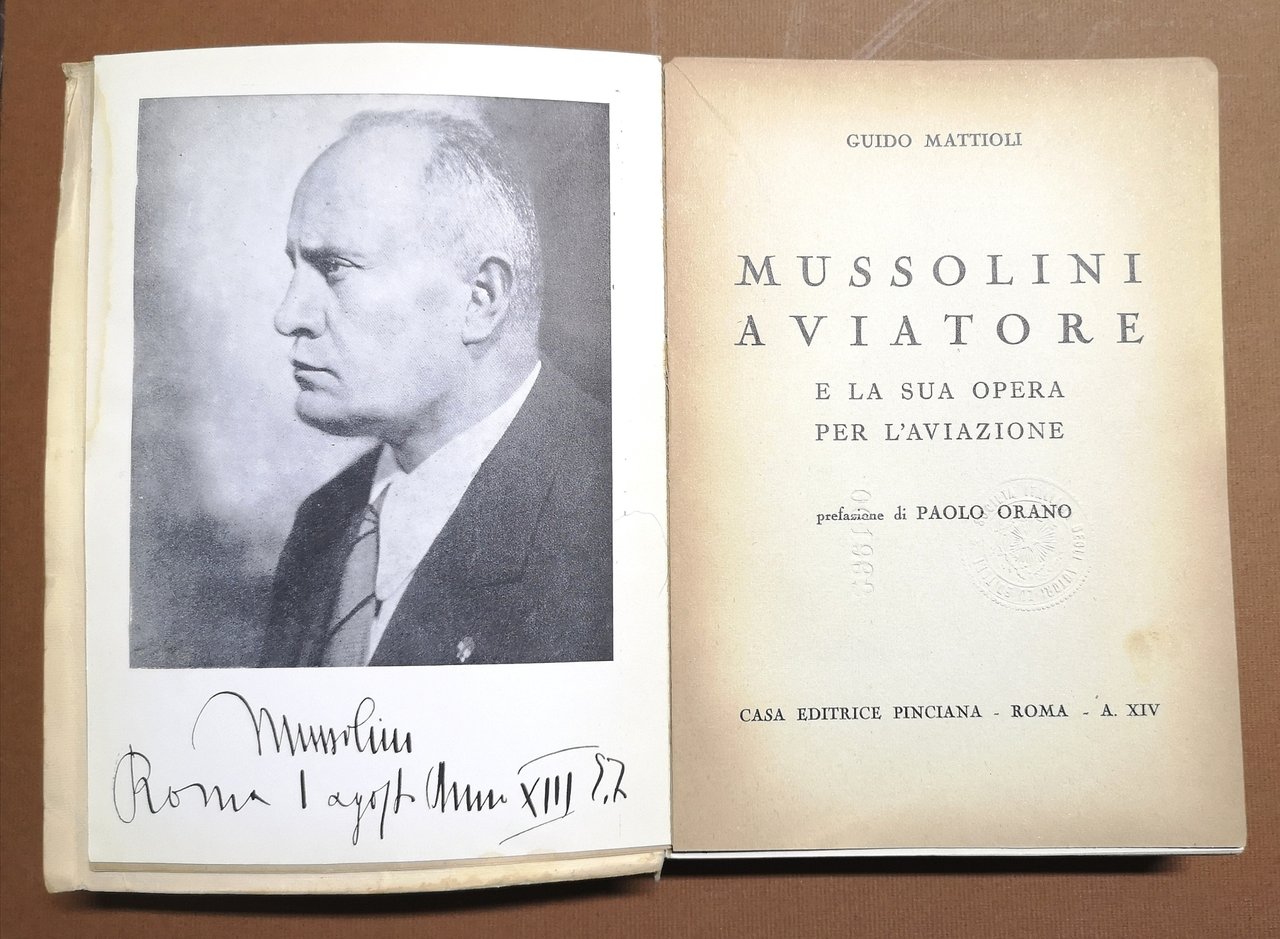 Mussolini
Roma 1 agosto Anno XIII E.F.
GUIDO MATTIOLI
MUSSOLINI
AVIATORE
E LA SUA OPERA
PER L'AVIAZIONE
prefazione di PAOLO ORANO
CASA EDITRICE PINCIANA - ROMA - A. XIV